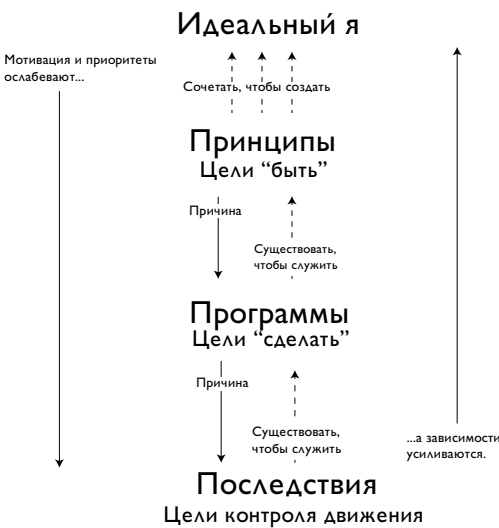 Идеальный я
Мотивация и приоритеты
ослабевают...
Сочетать, чтобы создать
Принципы
Цели “быть”
Причина
Существовать,
чтобы служить
Программы
Цели “сделать”
Причина
Существовать,
чтобы служить
...а зависимости
усиливаются.
Последствия
Цели контроля движения